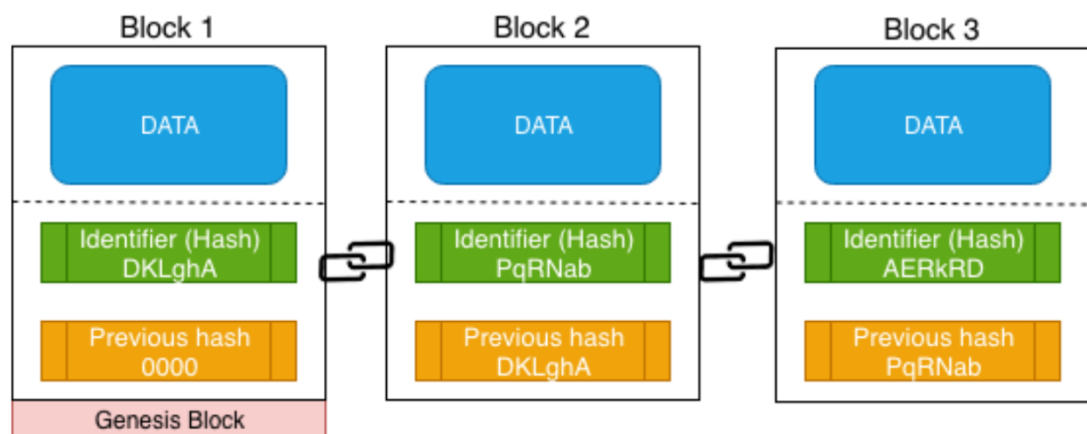 Block 1
DATA
Identifier (Hash)
DKLghA
Previous hash
0000
Genesis Block
Block 2
DATA
Identifier (Hash)
PqRNab
Previous hash
DKLghA
Block 3
DATA
Identifier (Hash)
AERkRD
Previous hash
PqRNab